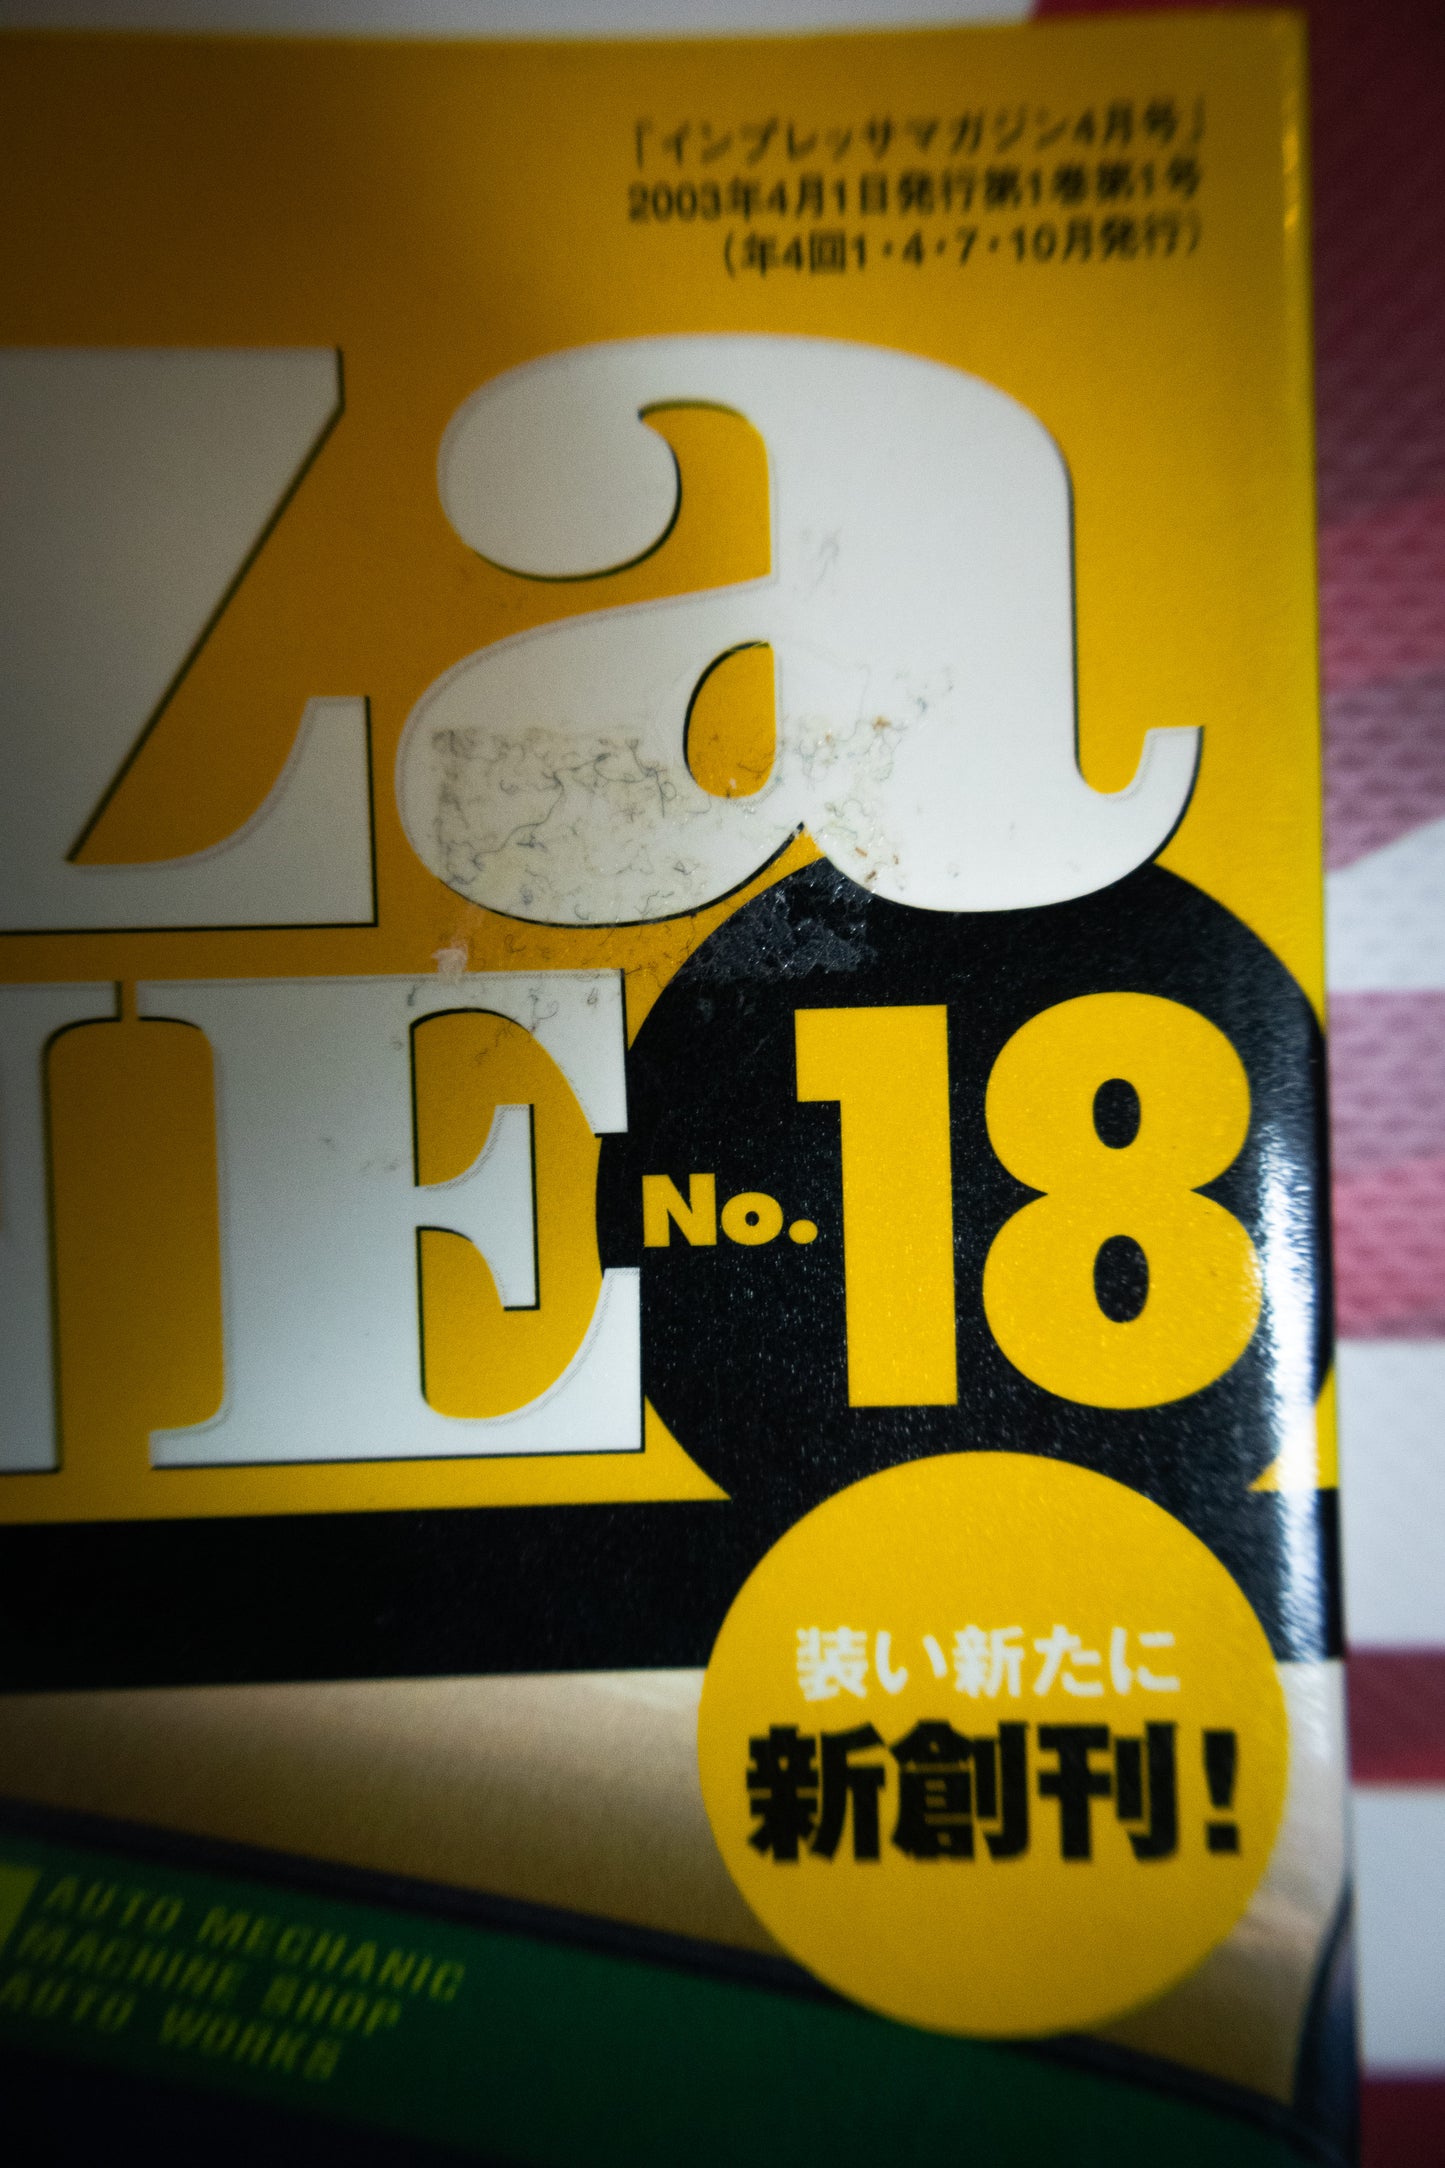 「インプレッサマガジン4月号」
2003年4月1日発行第1巻第1号
（年4回1・4・7・10月発行）
za
NE
No.18
装い新たに
新創刊！
AUTO MECHANIC
MACHINE SHOP
AUTO WORKS